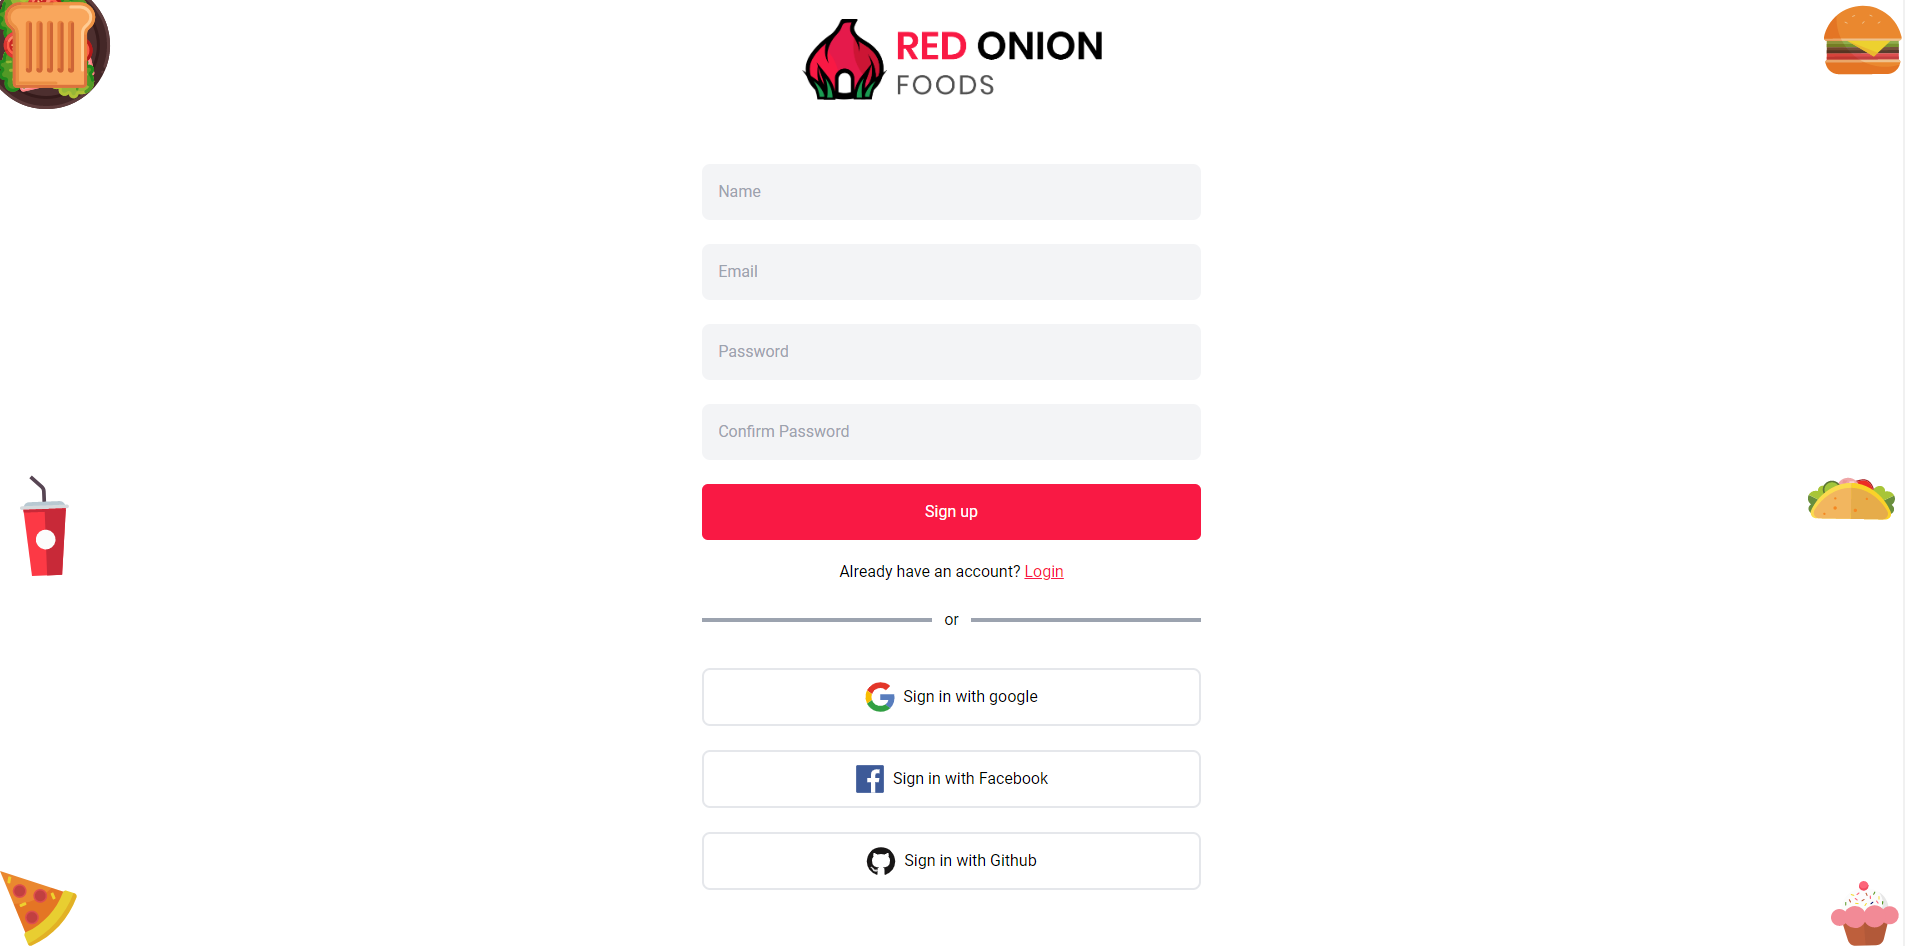 RED ONION
FOODS
Name
Email
Password
Confirm Password
Sign up
Already have an account? Login
or
Sign in with google
Sign in with Facebook
Sign in with Github